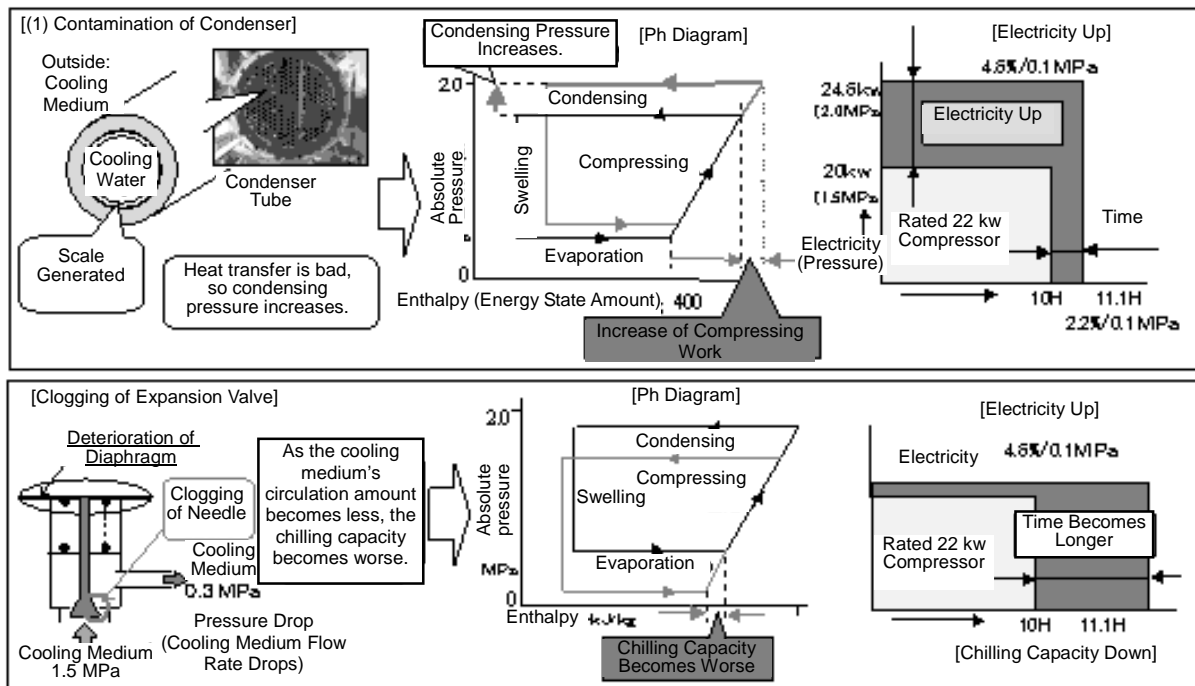 [(1) Contamination of Condenser]
Outside:
Cooling
Medium
Cooling
Water
Scale
Generated
Condenser
Tube
Heat transfer is bad,
so condensing
pressure increases.
Condensing Pressure
Increases.
[Ph Diagram]
2.0
Condensing
Compressing
Swelling
Absolute
Pressure
Evaporation
0
Enthalpy (Energy State Amount)
400
Increase of Compressing
Work
[Electricity Up]
4.6%/0.1MPa
[2.0MPa
Electricity Up
20kw
[1.5MPa
Rated 22 kw
Compressor
Time
Electricity
(Pressure)
10H
11.1H
2.2%/0.1MPa
[Clogging of Expansion Valve]
Deterioration of
Diaphragm
Clogging
of Needle
Cooling
Medium
0.3 MPa
Pressure Drop
(Cooling Medium Flow
Rate Drops)
Cooling Medium
1.5 MPa
As the cooling
medium's
circulation amount
becomes less, the
chilling capacity
becomes worse.
[Ph Diagram]
2.0
Condensing
Compressing
Swelling
Absolute
pressure
Evaporation
MPa
0
Enthalpy kJ/kg
Chilling Capacity
Becomes Worse
[Electricity Up]
Electricity
4.6%/0.1MPa
Time Becomes
Longer
Rated 22 kw
Compressor
10H
11.1H
[Chilling Capacity Down]